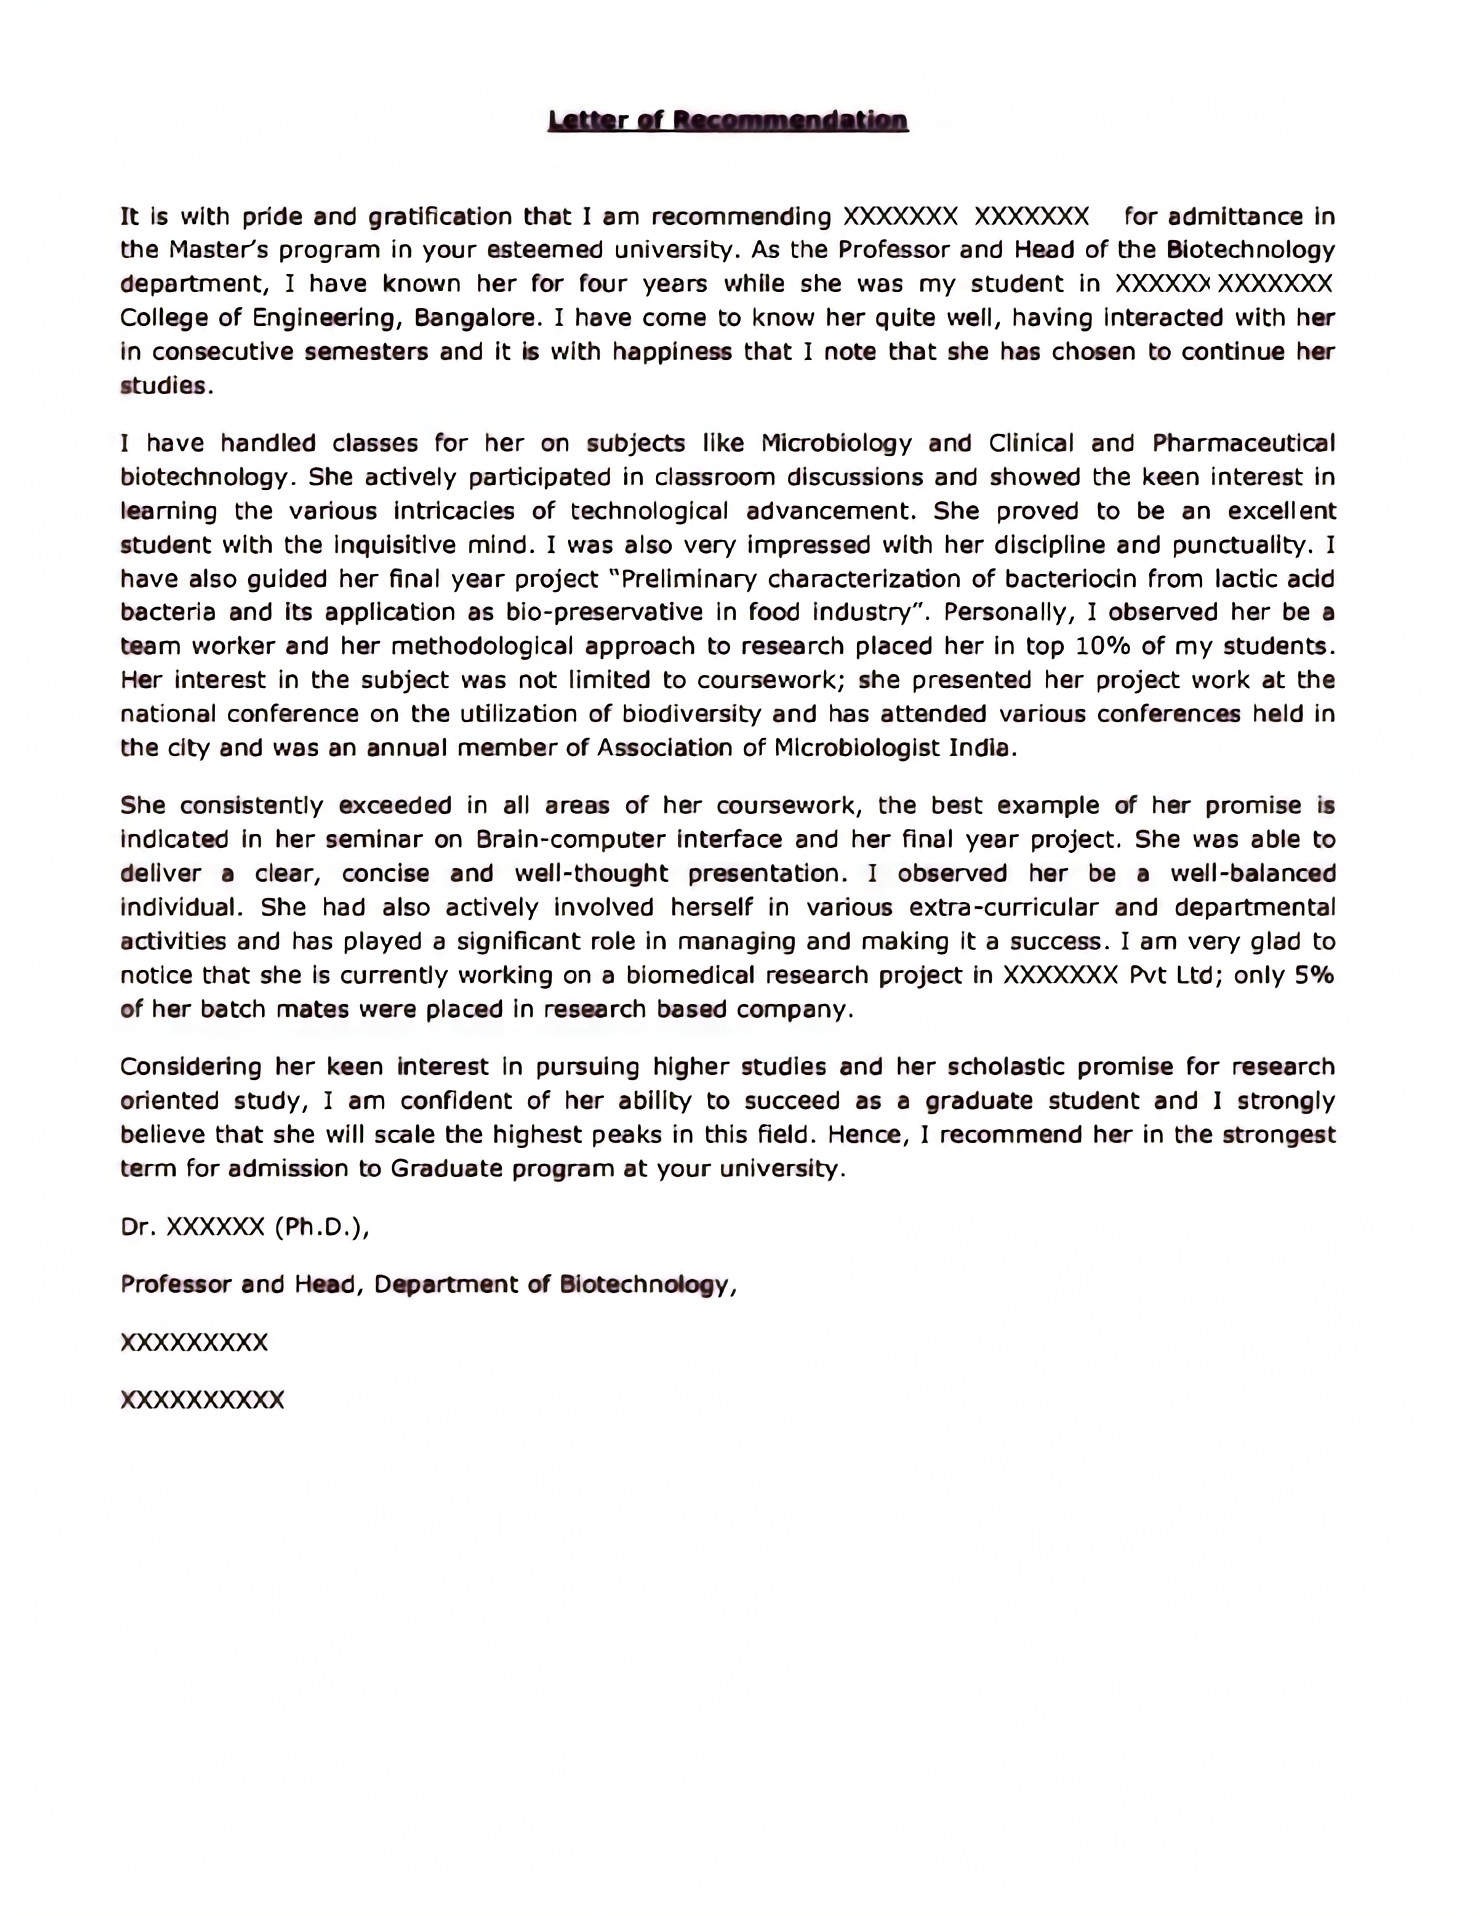 Letter of Recommendation
It is with pride and gratification that I am recommending XXXXXXX XXXXXXX for admittance in
the Master's program in your esteemed university. As the Professor and Head of the Biotechnology
department, I have known her for four years while she was my student in XXXXXX XXXXXXX
College of Engineering, Bangalore. I have come to know her quite well, having interacted with her
in consecutive semesters and it is with happiness that I note that she has chosen to continue her
studies.
I have handled classes for her on subjects like Microbiology and Clinical and Pharmaceutical
biotechnology. She actively participated in classroom discussions and showed the keen interest in
learning the various intricacies of technological advancement. She proved to be an excellent
student with the inquisitive mind. I was also very impressed with her discipline and punctuality. I
have also guided her final year project "Preliminary characterization of bacteriocin from lactic acid
bacteria and its application as bio-preservative in food industry". Personally, I observed her be a
team worker and her methodological approach to research placed her in top 10% of my students.
Her interest in the subject was not limited to coursework; she presented her project work at the
national conference on the utilization of biodiversity and has attended various conferences held in
the city and was an annual member of Association of Microbiologist India.
She consistently exceeded in all areas of her coursework, the best example of her promise is
indicated in her seminar on Brain-computer interface and her final year project. She was able to
deliver a clear, concise and well-thought presentation. I observed her be a well-balanced
individual. She had also actively involved herself in various extra-curricular and departmental
activities and has played a significant role in managing and making it a success. I am very glad to
notice that she is currently working on a biomedical research project in XXXXXXX Pvt Ltd; only 5%
of her batch mates were placed in research based company.
Considering her keen interest in pursuing higher studies and her scholastic promise for research
oriented study, I am confident of her ability to succeed as a graduate student and I strongly
believe that she will scale the highest peaks in this field. Hence, I recommend her in the strongest
term for admission to Graduate program at your university.
Dr. XXXXXX (Ph.D.),
Professor and Head, Department of Biotechnology,
XXXXXXXXX
XXXXXXXXXX